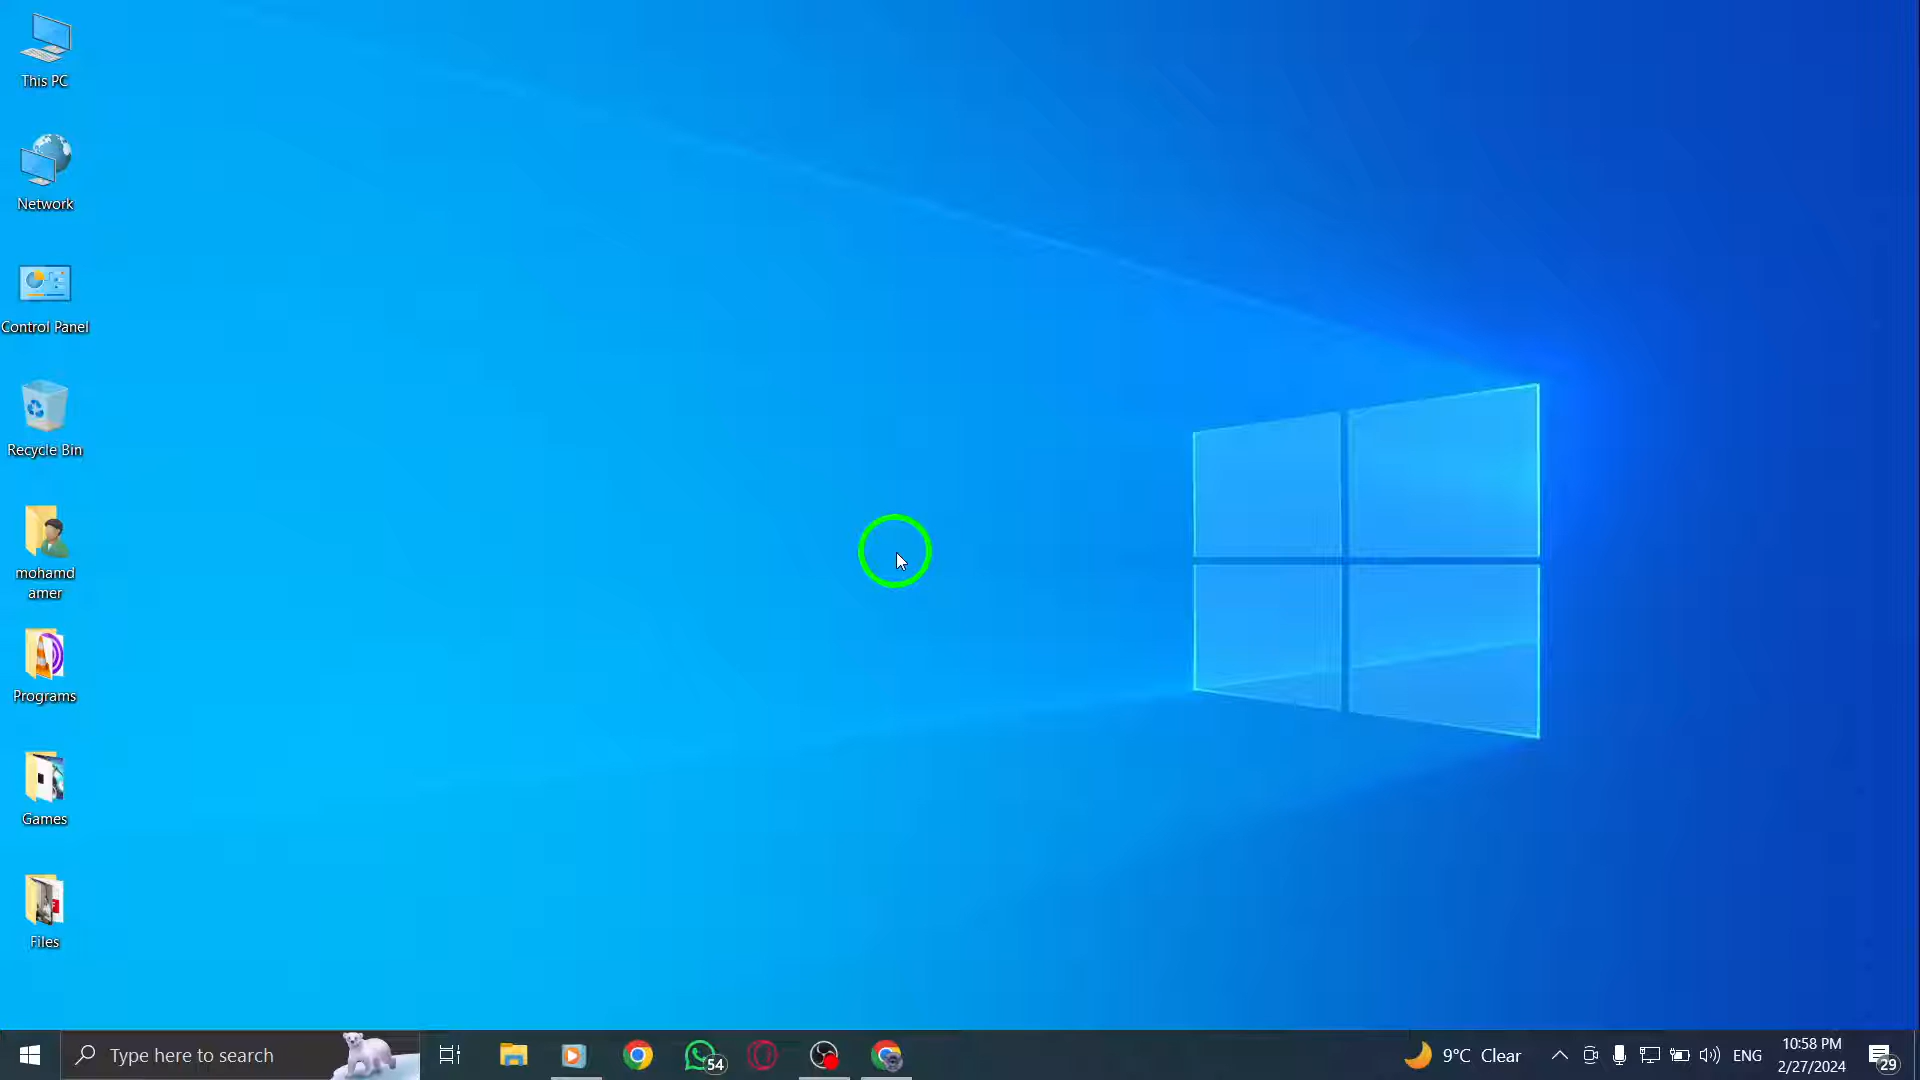 This PC
Network
Control Panel
Recycle Bin
mohamd
amer
Programs
Games
Files
Type here to search
54
9°C Clear
ENG
10:58 PM
2/27/2024
29